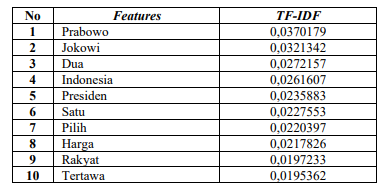 No Features TF-IDF
1 Prabowo 0,0370179
2 Jokowi 0,0321342
3 Dua 0,0272157
4 Indonesia 0,0261607
5 Presiden 0,0235883
6 Satu 0,0227553
7 Pilih 0,0220397
8 Harga 0,0217826
9 Rakyat 0,0197233
10 Tertawa 0,0195362